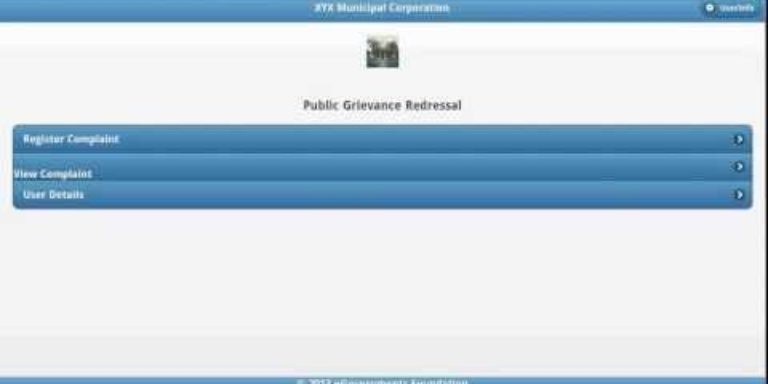 XYX Municipal Corporation
UserInfo
Public Grievance Redressal
Register Complaint
View Complaint
User Details
© 2013 eGovernments Foundation